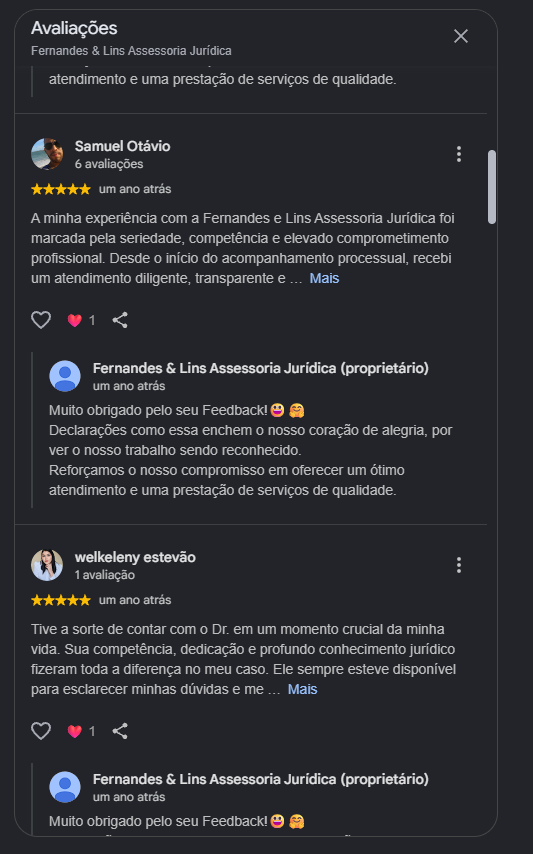 Avaliações
Fernandes & Lins Assessoria Jurídica
atendimento e uma prestação de serviços de qualidade.
Samuel Otávio
6 avaliações
um ano atrás
A minha experiência com a Fernandes e Lins Assessoria Jurídica foi
marcada pela seriedade, competência e elevado comprometimento
profissional. Desde o início do acompanhamento processual, recebi
um atendimento diligente, transparente e … Mais
1
Fernandes & Lins Assessoria Jurídica (proprietário)
um ano atrás
Muito obrigado pelo seu Feedback!😃 🤗
Declarações como essa enchem o nosso coração de alegria, por
ver o nosso trabalho sendo reconhecido.
Reforçamos o nosso compromisso em oferecer um ótimo
atendimento e uma prestação de serviços de qualidade.
welkeleny estevão
1 avaliação
um ano atrás
Tive a sorte de contar com o Dr. em um momento crucial da minha
vida. Sua competência, dedicação e profundo conhecimento jurídico
fizeram toda a diferença no meu caso. Ele sempre esteve disponível
para esclarecer minhas dúvidas e me … Mais
1
Fernandes & Lins Assessoria Jurídica (proprietário)
um ano atrás
Muito obrigado pelo seu Feedback!😃 🤗